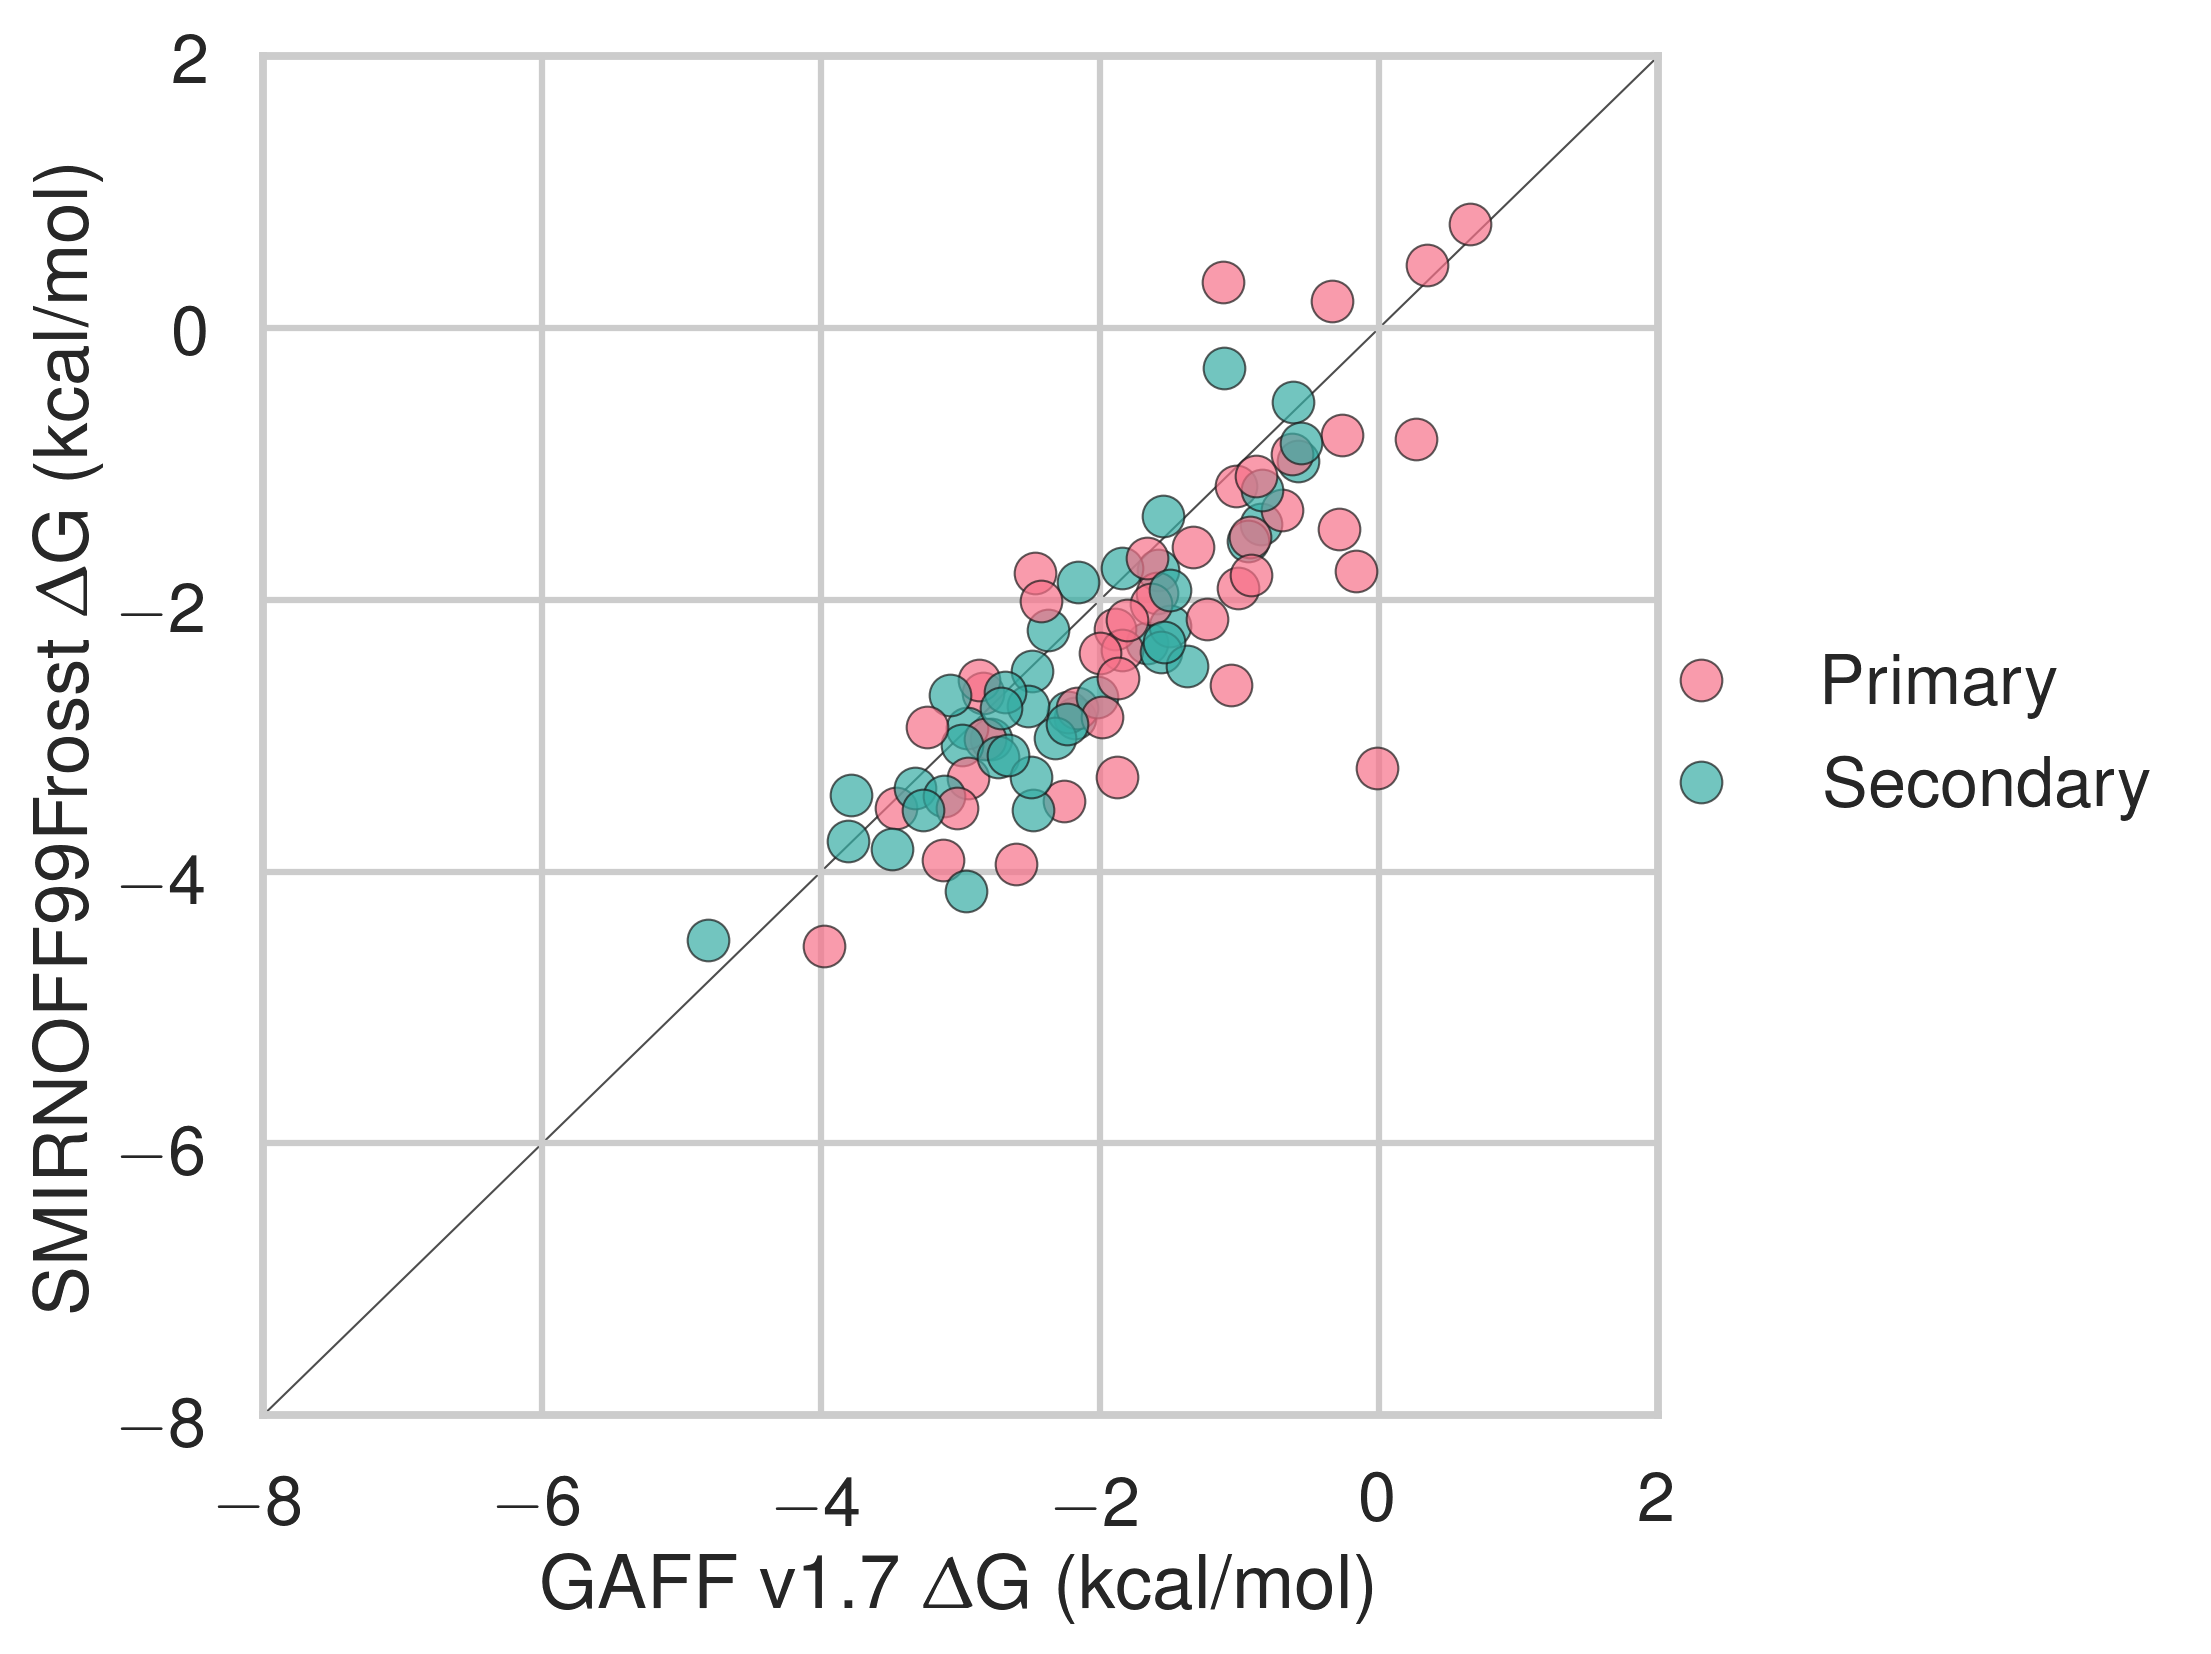 2
0
−2
−4
−6
−8
SMIRNOFF99Frosst ΔG (kcal/mol)
−8 −6 −4 −2 0 2
GAFF v1.7 ΔG (kcal/mol)
Primary
Secondary